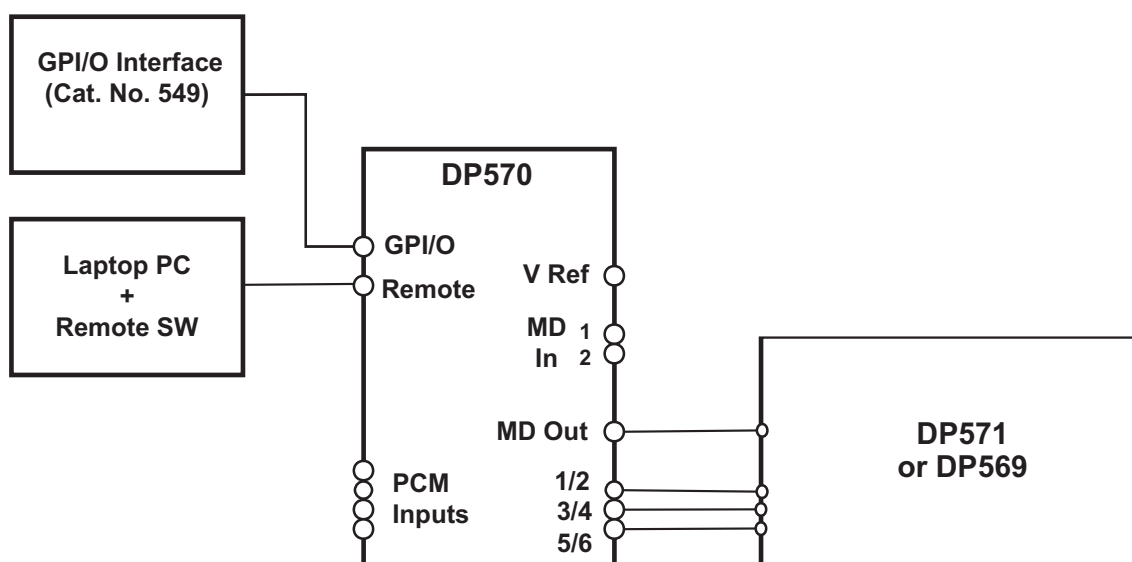 GPI/O Interface
(Cat. No. 549)
Laptop PC
+
Remote SW
DP570
GPI/O
Remote
V Ref
MD 1
In 2
MD Out
PCM
Inputs
1/2
3/4
5/6
DP571
or DP569